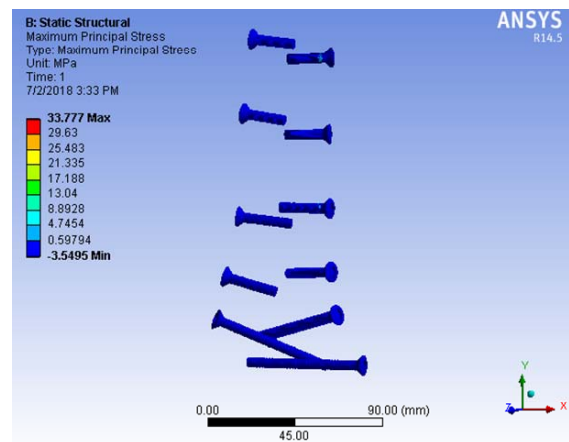 B: Static Structural
Maximum Principal Stress
Type: Maximum Principal Stress
Unit: MPa
Time: 1
7/2/2018 3:33 PM
33.777 Max
29.63
25.483
21.335
17.188
13.04
8.8928
4.7454
0.59794
-3.5495 Min
ANSYS
R14.5
0.00
90.00 (mm)
45.00
Y
Z
X